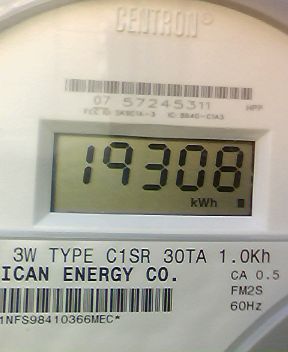 CENTRON®
07 57245311
HPP
19308
kWh
3W TYPE C1SR 30TA 1.0Kh
ICAN ENERGY CO.
CA 0.5
FM2S
60Hz
1NFS98410366MEC*